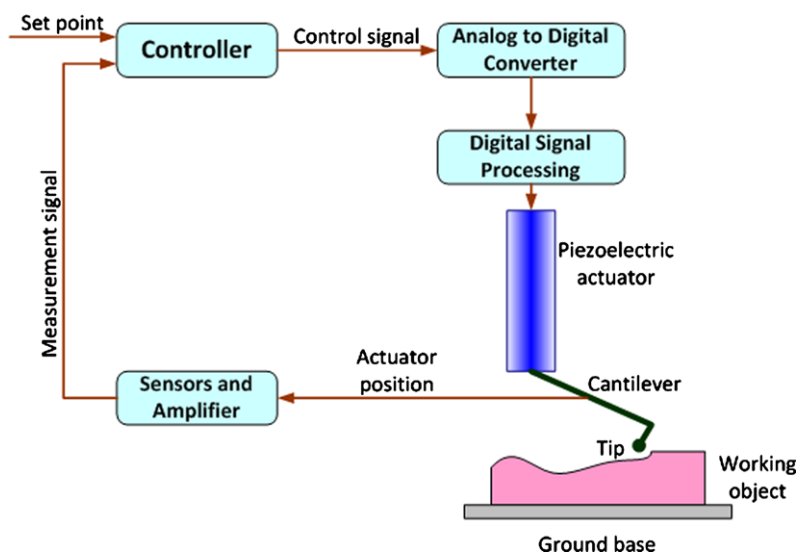 Set point
Controller
Control signal
Analog to Digital
Converter
Digital Signal
Processing
Piezoelectric
actuator
Measurement signal
Actuator
position
Cantilever
Sensors and
Amplifier
Tip
Working
object
Ground base